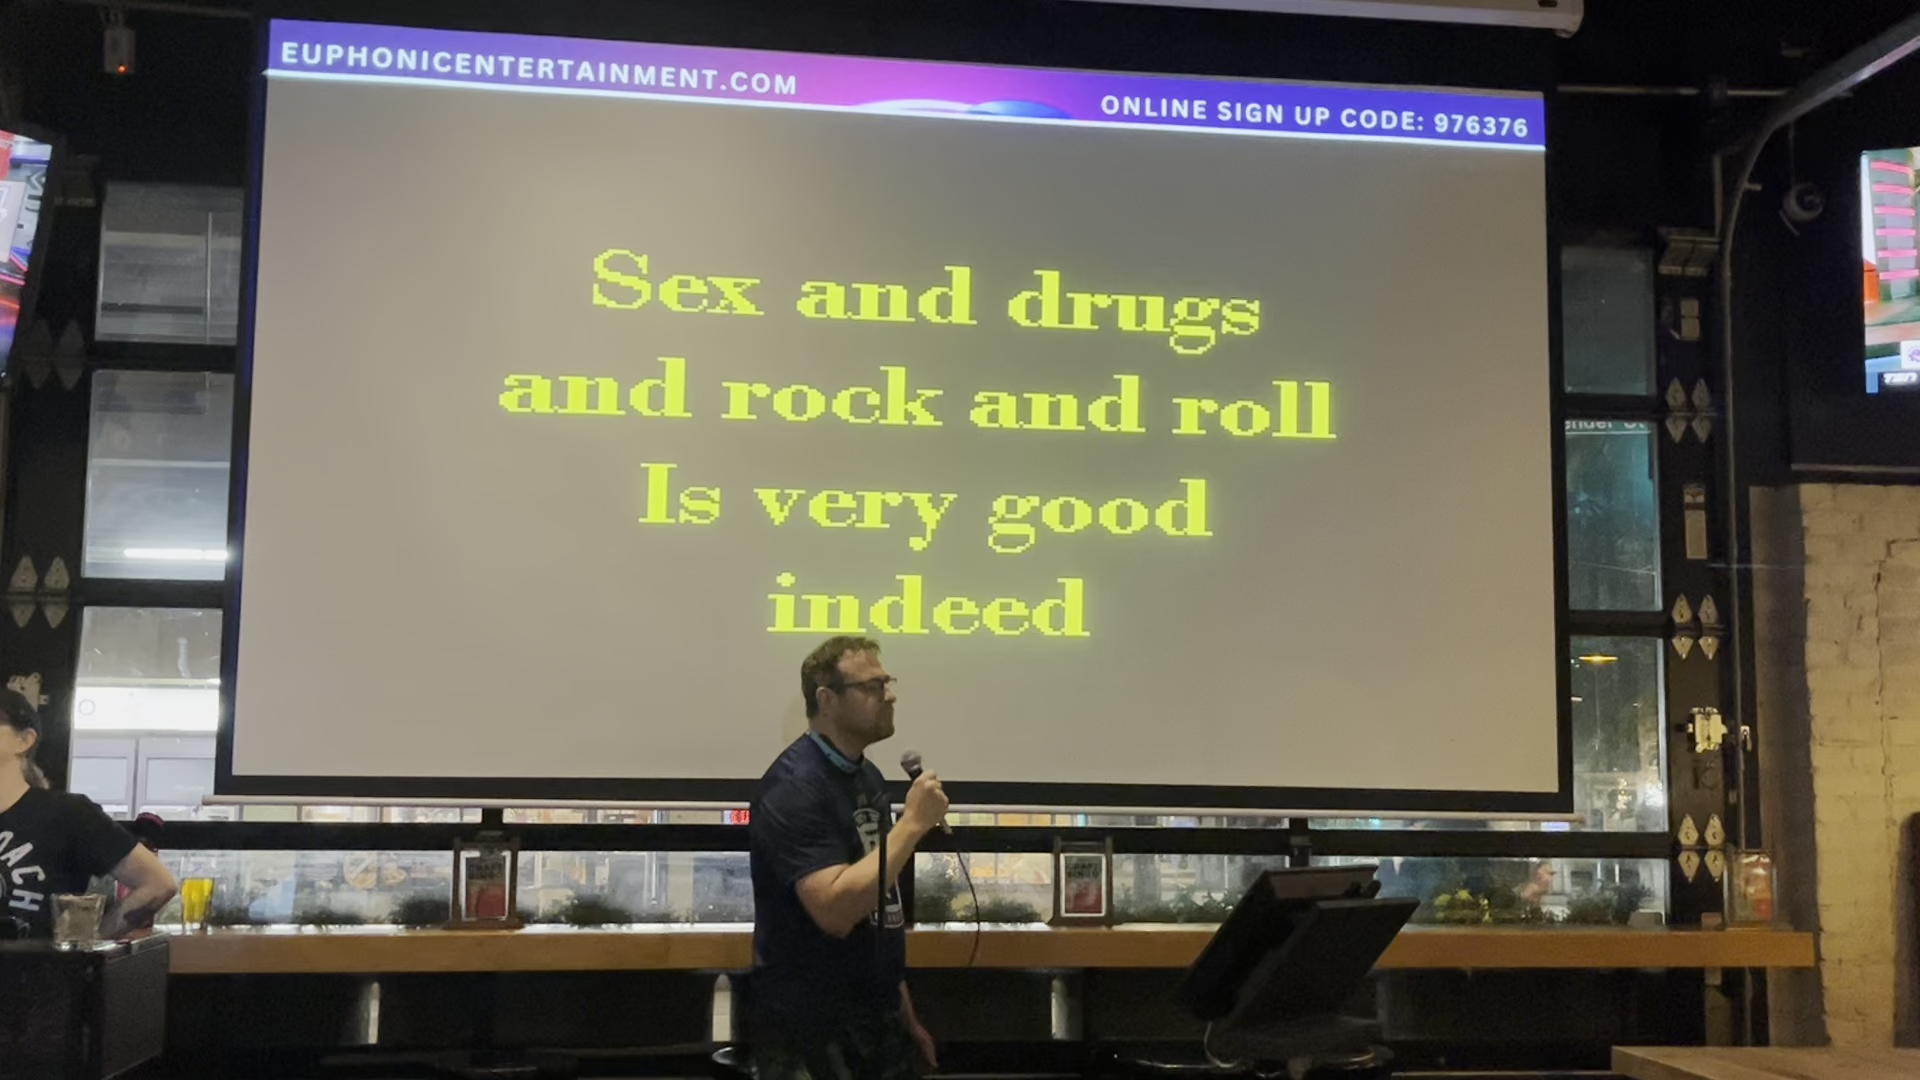 EUPHONICENTERTAINMENT.COM
ONLINE SIGN UP CODE: 976376
Sex and drugs
and rock and roll
Is very good
indeed